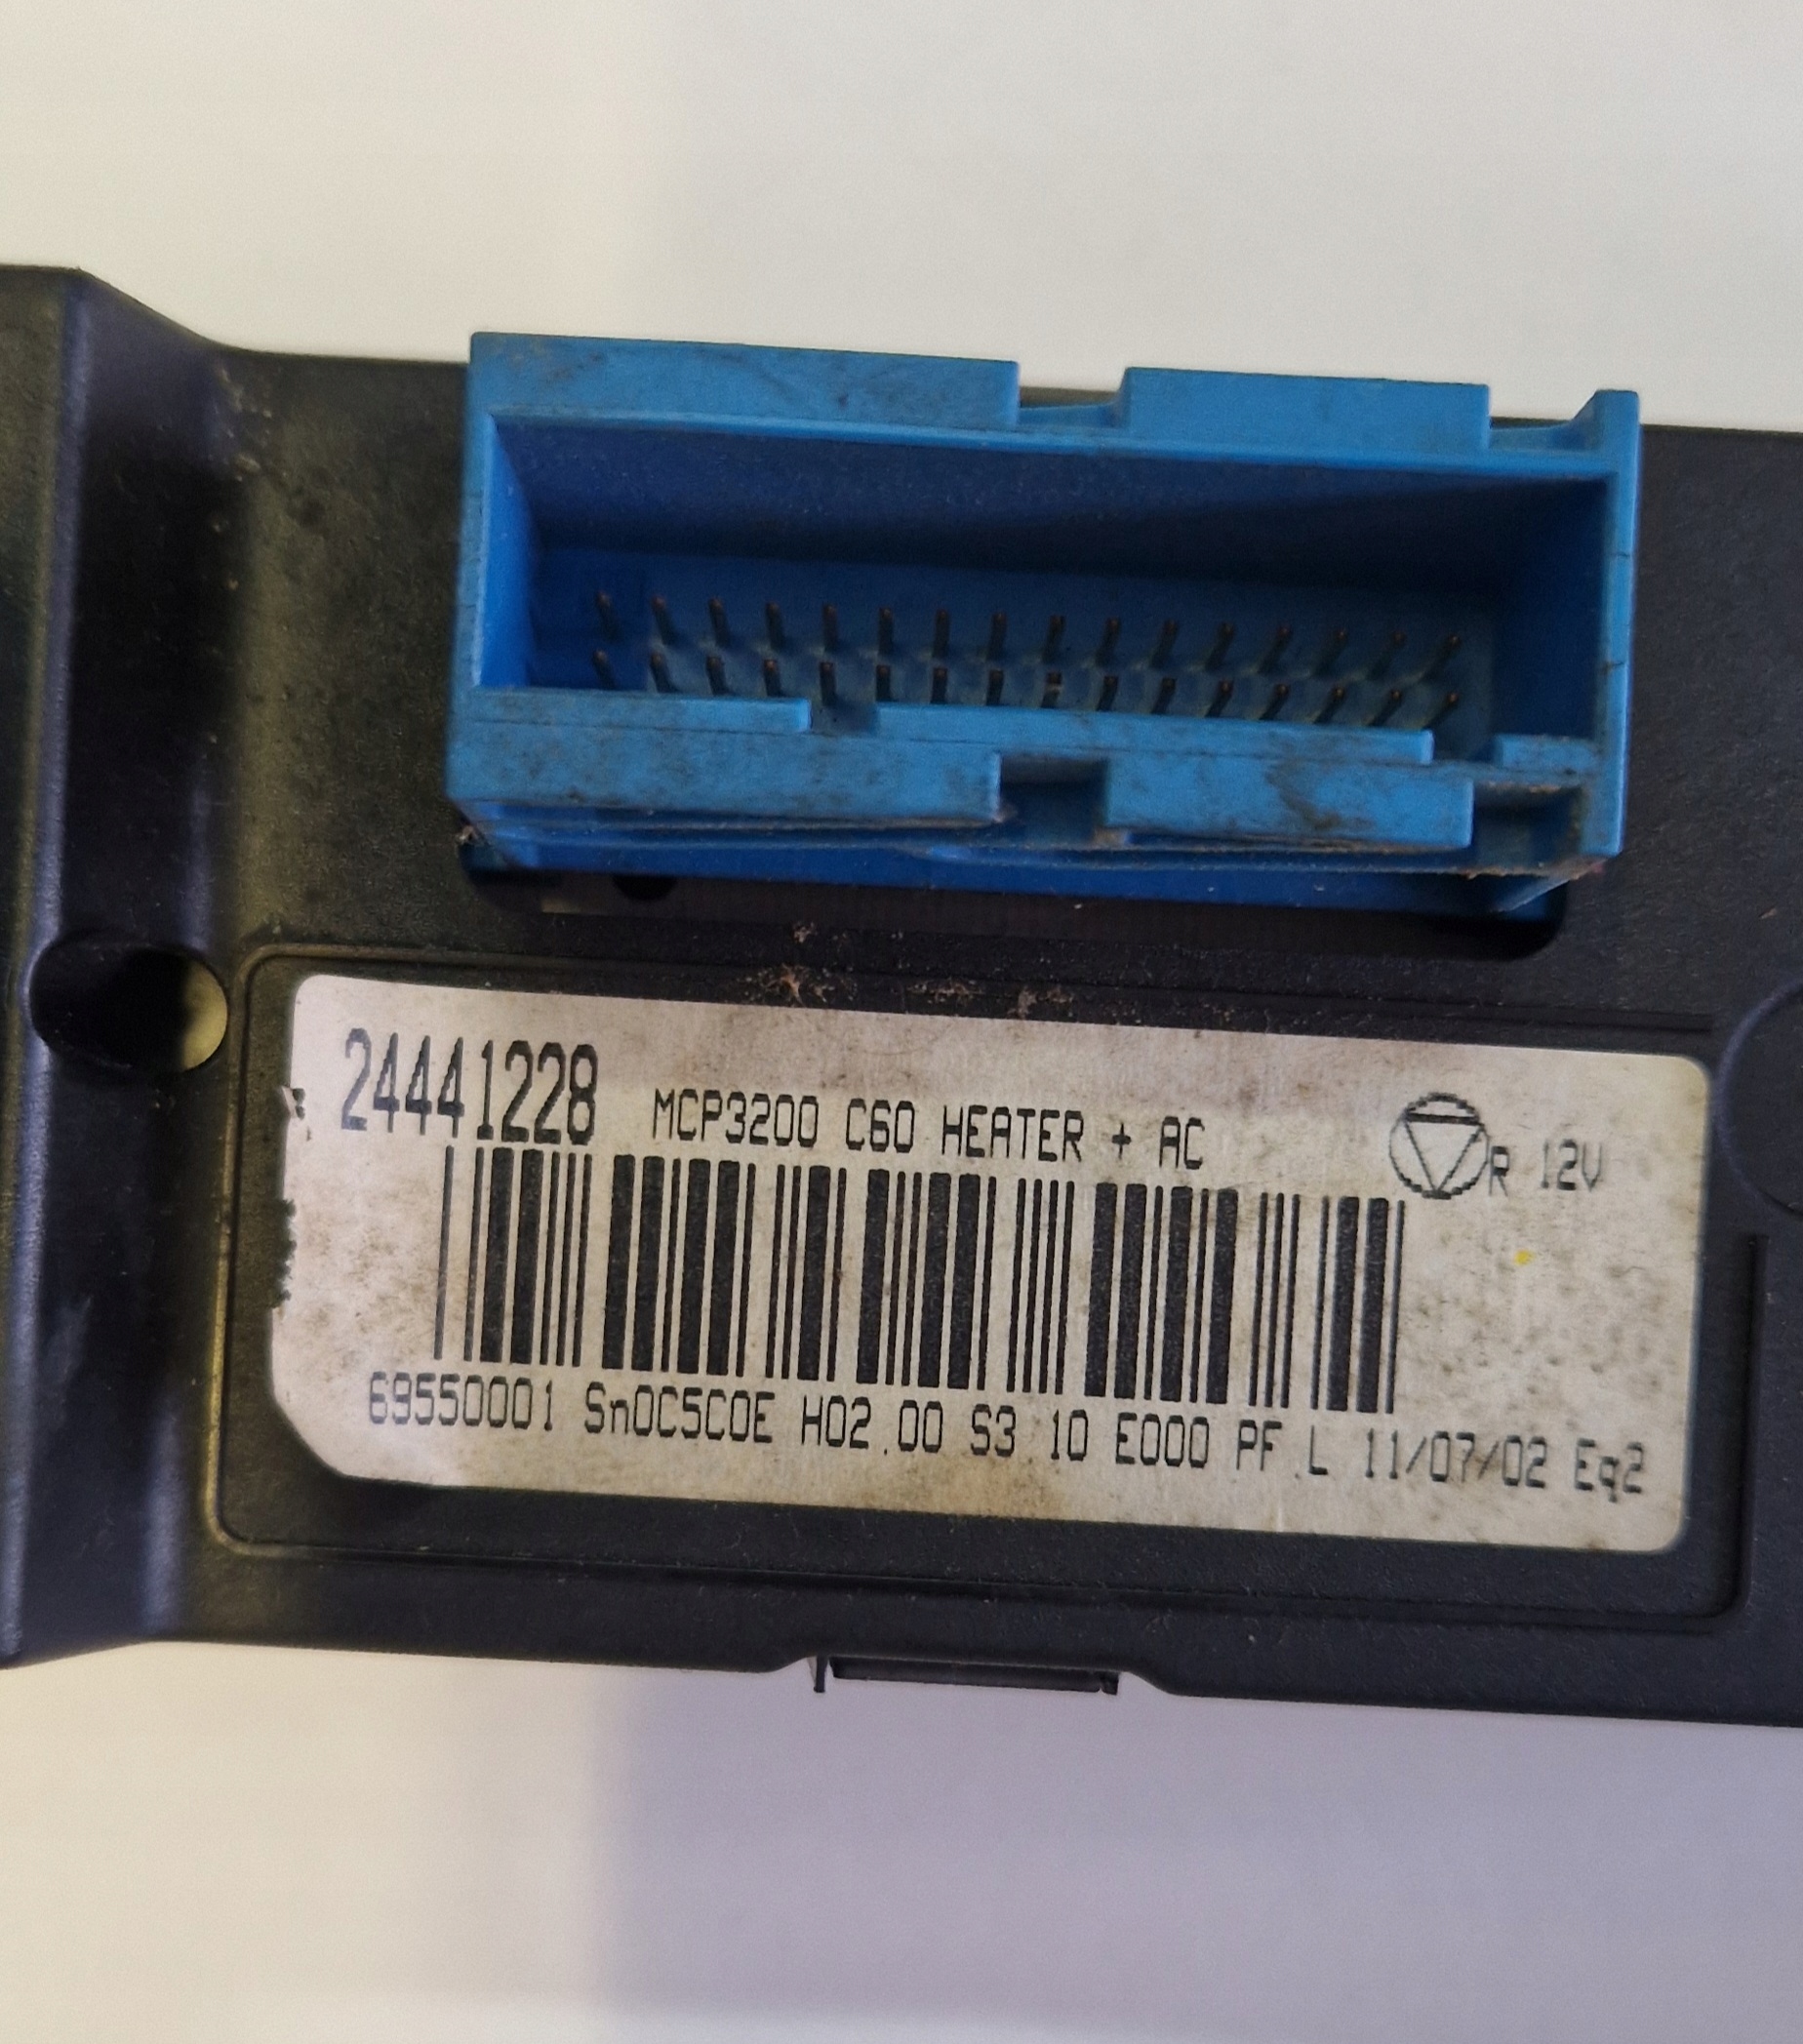 24441228 MCP3200 C60 HEATER + AC R 12V
69550001 Sn0C5C0E H02.00 S3.10 E000 PF.L 11/07/02 Eq2